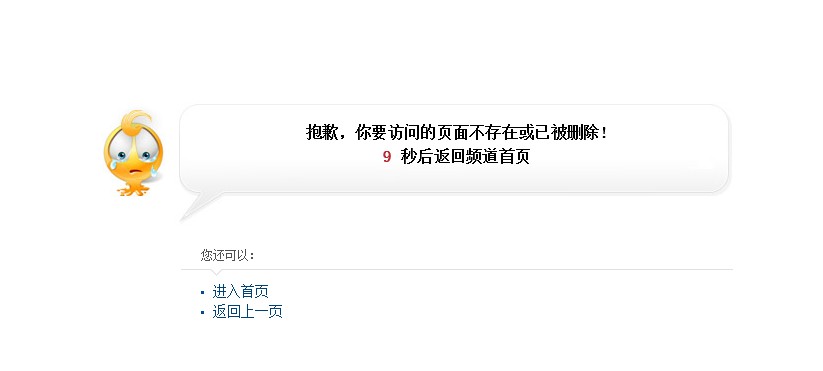 抱歉，你要访问的页面不存在或已被删除！
9 秒后返回频道首页
您还可以：
进入首页
返回上一页